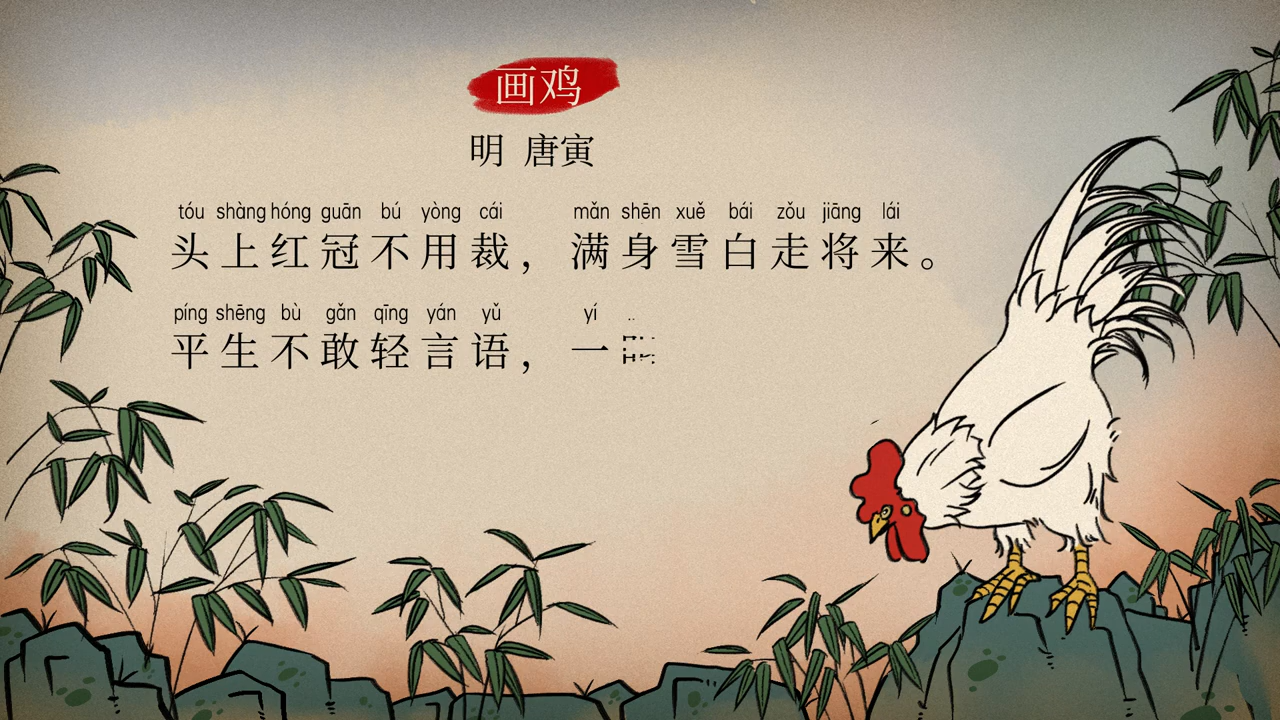 画鸡
明 唐寅
tóu shàng hóng guān bú yòng cái mǎn shēn xuě bái zǒu jiāng lái
头上红冠不用裁，满身雪白走将来。
píng shēng bù gǎn qīng yán yǔ yí
平生不敢轻言语，一